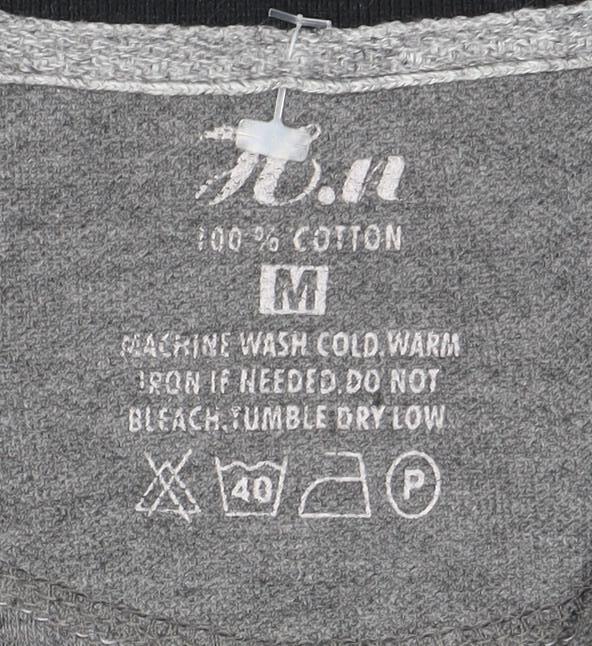 100 % COTTON
M
MACHINE WASH COLD.WARM
IRON IF NEEDED.DO NOT
BLEACH.TUMBLE DRY LOW
40 P